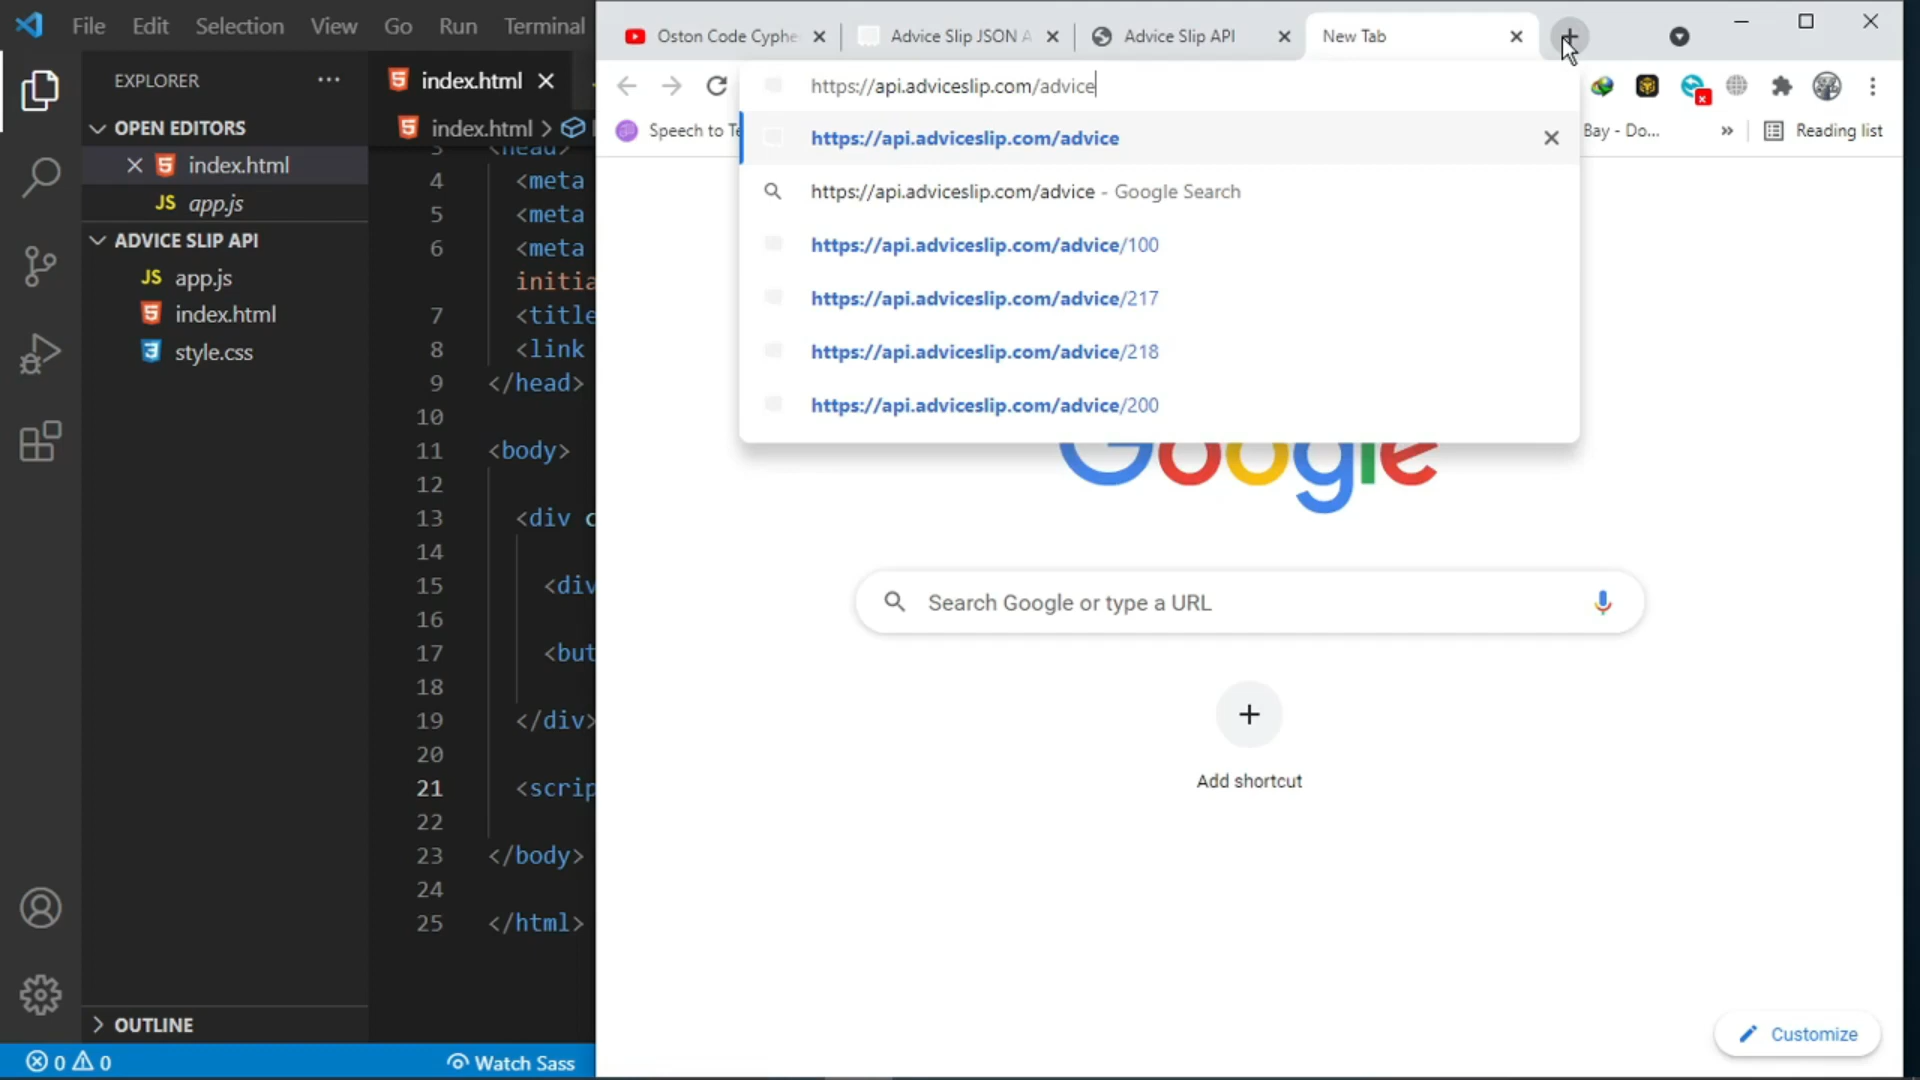 File Edit Selection View Go Run Terminal
EXPLORER
OPEN EDITORS
index.html
JS app.js
ADVICE SLIP API
JS app.js
index.html
style.css
OUTLINE
0 0
Watch Sass
index.html
index.html >
3 <head>
4 <meta
5 <meta
6 <meta
initia
7 <title
8 <link
9 </head>
10
11 <body>
12
13 <div c
14
15 <div
16
17 <but
18
19 </div>
20
21 <scrip
22
23 </body>
24
25 </html>
Oston Code Cyphe
Advice Slip JSON A
Advice Slip API
New Tab
https://api.adviceslip.com/advice
Speech to Te
Bay - Do...
»
Reading list
https://api.adviceslip.com/advice
https://api.adviceslip.com/advice - Google Search
https://api.adviceslip.com/advice/100
https://api.adviceslip.com/advice/217
https://api.adviceslip.com/advice/218
https://api.adviceslip.com/advice/200
Google
Search Google or type a URL
Add shortcut
Customize